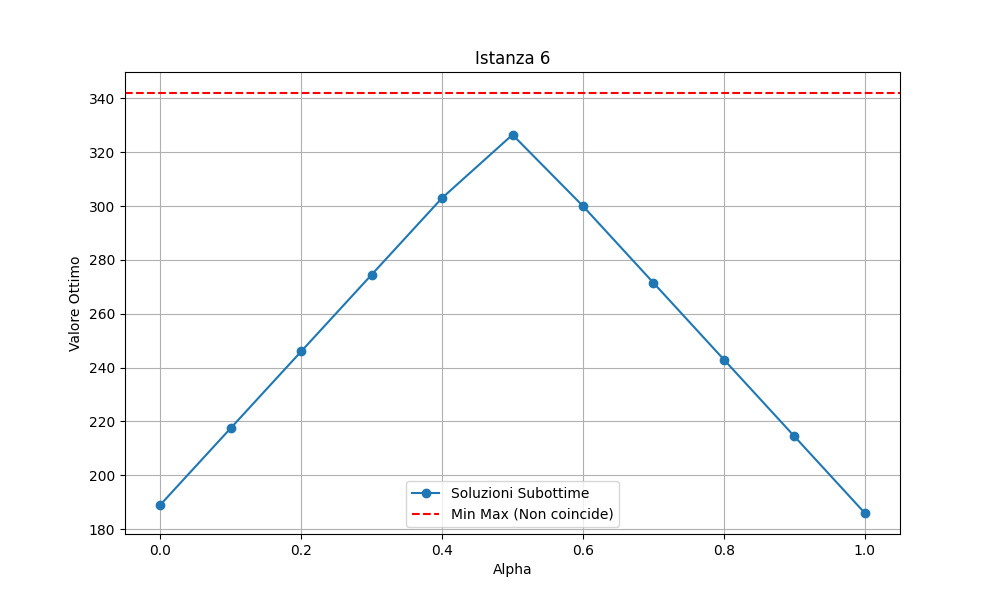 Istanza 6
Valore Ottimo
340
320
300
280
260
240
220
200
180
Soluzioni Subottime
Min Max (Non coincide)
0.0 0.2 0.4 0.6 0.8 1.0
Alpha